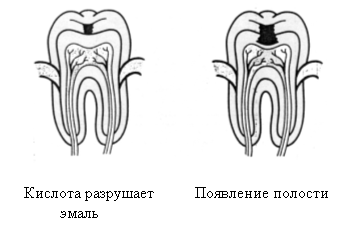 Кислота разрушает
эмаль
Появление полости